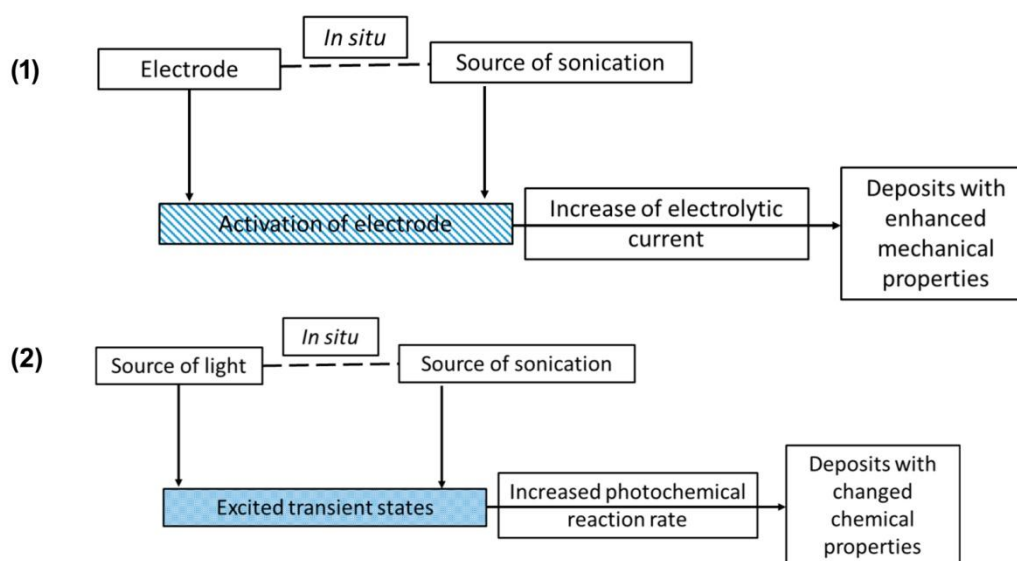 In situ
(1)
Electrode
Source of sonication
Activation of electrode
Increase of electrolytic
current
Deposits with
enhanced
mechanical
properties
In situ
(2)
Source of light
Source of sonication
Excited transient states
Increased photochemical
reaction rate
Deposits with
changed
chemical
properties